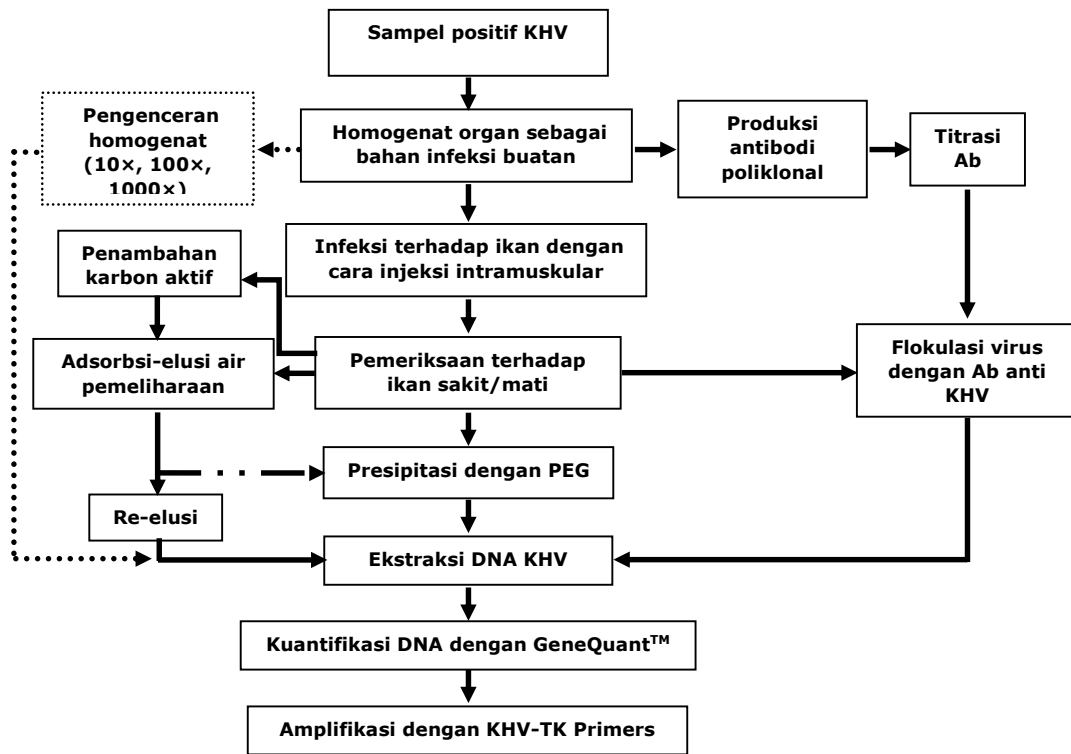 Sampel positif KHV
Pengenceran
homogenat
(10×, 100×,
1000×)
Homogenat organ sebagai
bahan infeksi buatan
Produksi
antibodi
poliklonal
Titrasi
Ab
Penambahan
karbon aktif
Infeksi terhadap ikan dengan
cara injeksi intramuskular
Adsorbsi-elusi air
pemeliharaan
Pemeriksaan terhadap
ikan sakit/mati
Flokulasi virus
dengan Ab anti
KHV
Presipitasi dengan PEG
Re-elusi
Ekstraksi DNA KHV
Kuantifikasi DNA dengan GeneQuant™
Amplifikasi dengan KHV-TK Primers